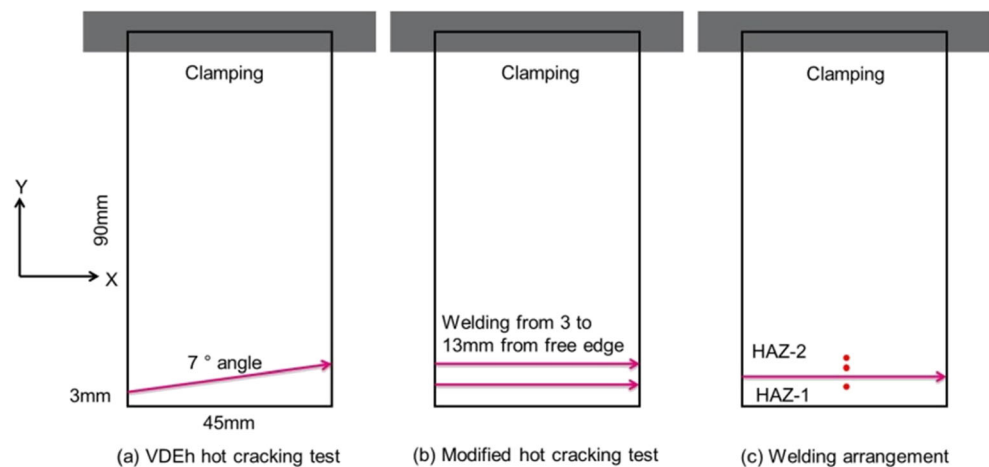 Clamping
Y
90mm
X
7 ° angle
3mm
45mm
(a) VDEh hot cracking test
Clamping
Welding from 3 to
13mm from free edge
(b) Modified hot cracking test
Clamping
HAZ-2
HAZ-1
(c) Welding arrangement